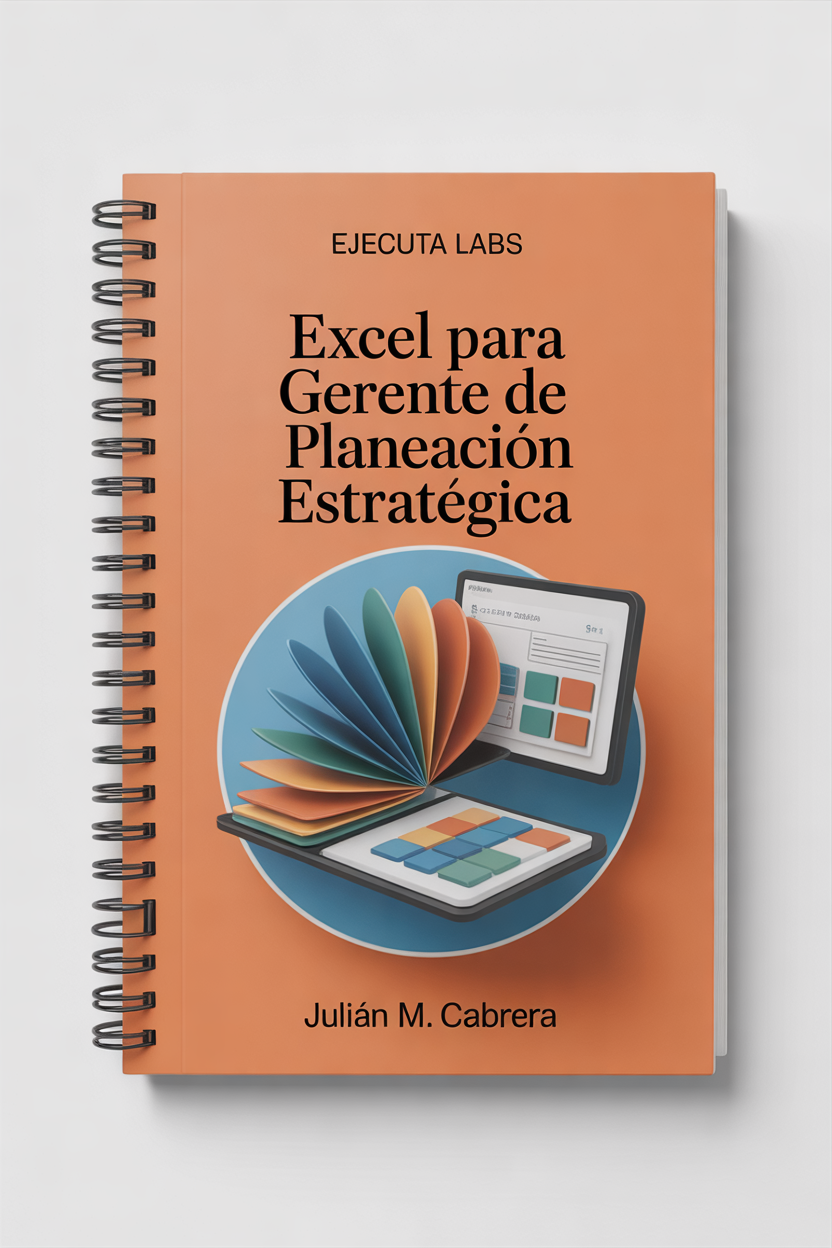 EJECUTA LABS
Excel para
Gerente de
Planeación
Estratégica
Julián M. Cabrera